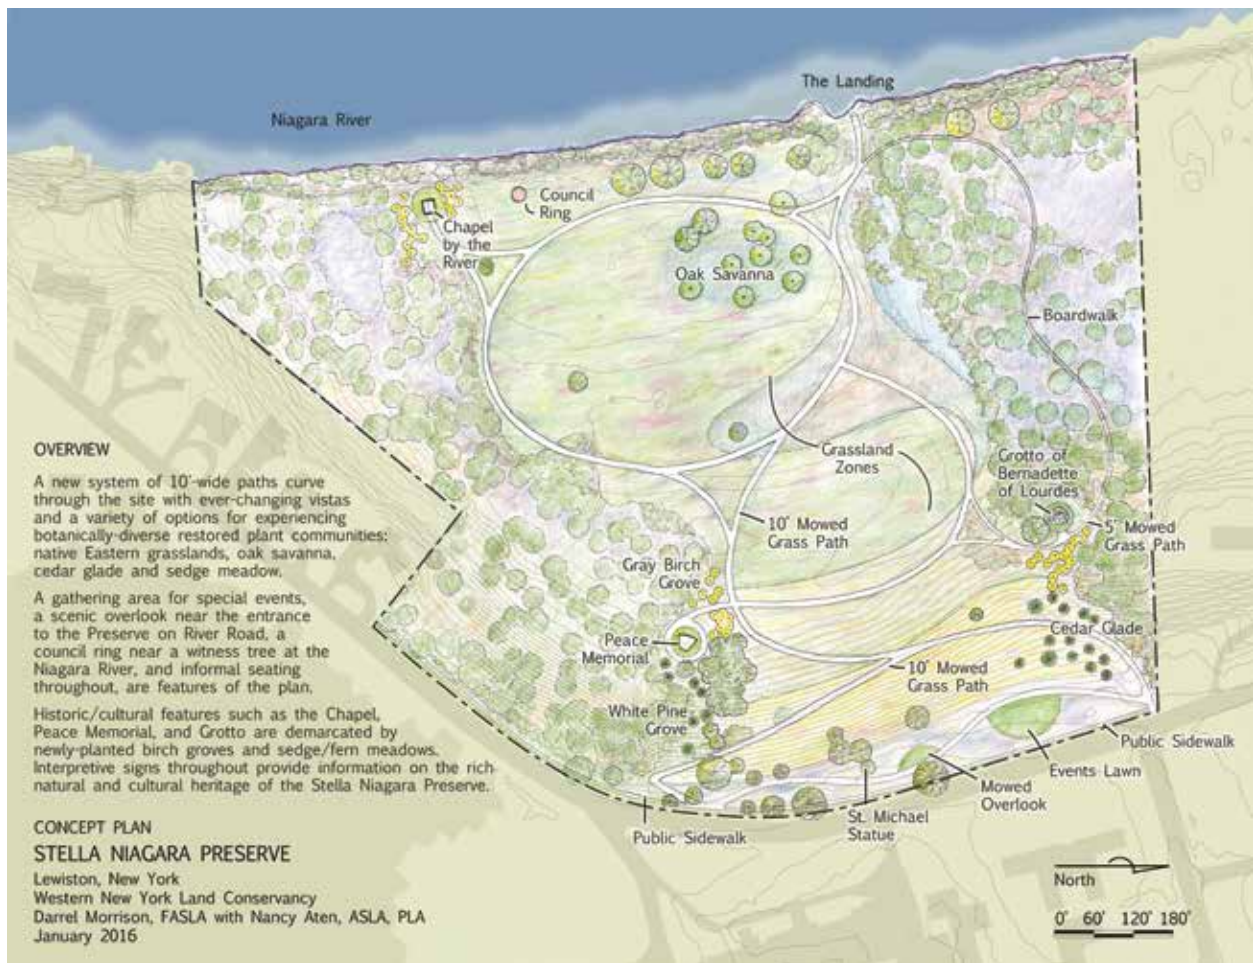 The Landing
Niagara River
Council
Ring
Chapel
by the
River
Oak Savanna
Boardwalk
Grassland
Zones
Grotto of
Bernadette
of Lourdes
10' Mowed
Grass Path
5' Mowed
Grass Path
Gray Birch
Grove
Peace
Memorial
Cedar Glade
10' Mowed
Grass Path
White Pine
Grove
Public Sidewalk
Events Lawn
Mowed
Overlook
St. Michael
Statue
Public Sidewalk
OVERVIEW
A new system of 10'-wide paths curve
through the site with ever-changing vistas
and a variety of options for experiencing
botanically-diverse restored plant communities:
native Eastern grasslands, oak savanna,
cedar glade and sedge meadow.
A gathering area for special events,
a scenic overlook near the entrance
to the Preserve on River Road, a
council ring near a witness tree at the
Niagara River, and informal seating
throughout, are features of the plan.
Historic/cultural features such as the Chapel,
Peace Memorial, and Grotto are demarcated by
newly-planted birch groves and sedge/fern meadows.
Interpretive signs throughout provide information on the rich
natural and cultural heritage of the Stella Niagara Preserve.
CONCEPT PLAN
STELLA NIAGARA PRESERVE
Lewiston, New York
Western New York Land Conservancy
Darrel Morrison, FASLA with Nancy Aten, ASLA, PLA
January 2016
North
0' 60' 120' 180'